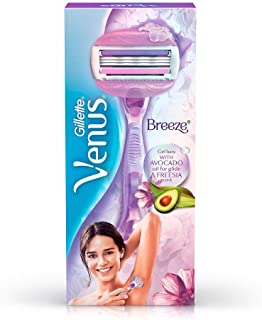 Gillette
Venus
Breeze®
Gel bars
WITH
AVOCADO
oil for glide
& FREESIA
scent